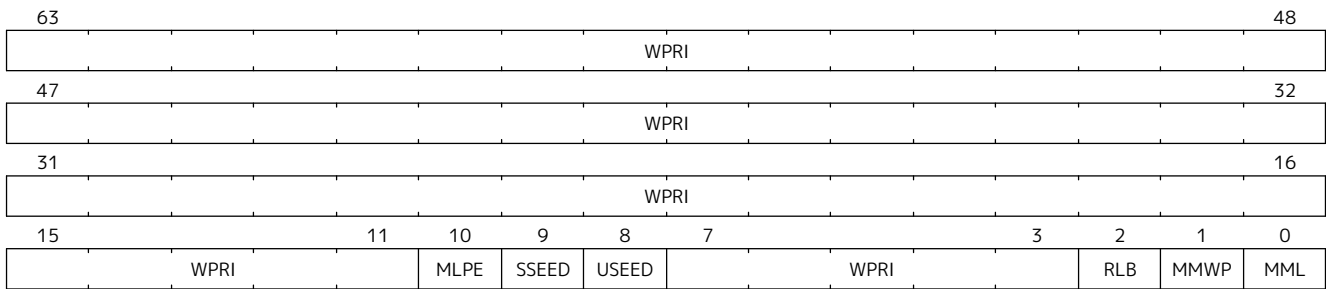 63 48
WPRI
47 32
WPRI
31 16
WPRI
15 11 10 9 8 7 3 2 1 0
WPRI MLPE SSEED USEED WPRI RLB MMWP MML